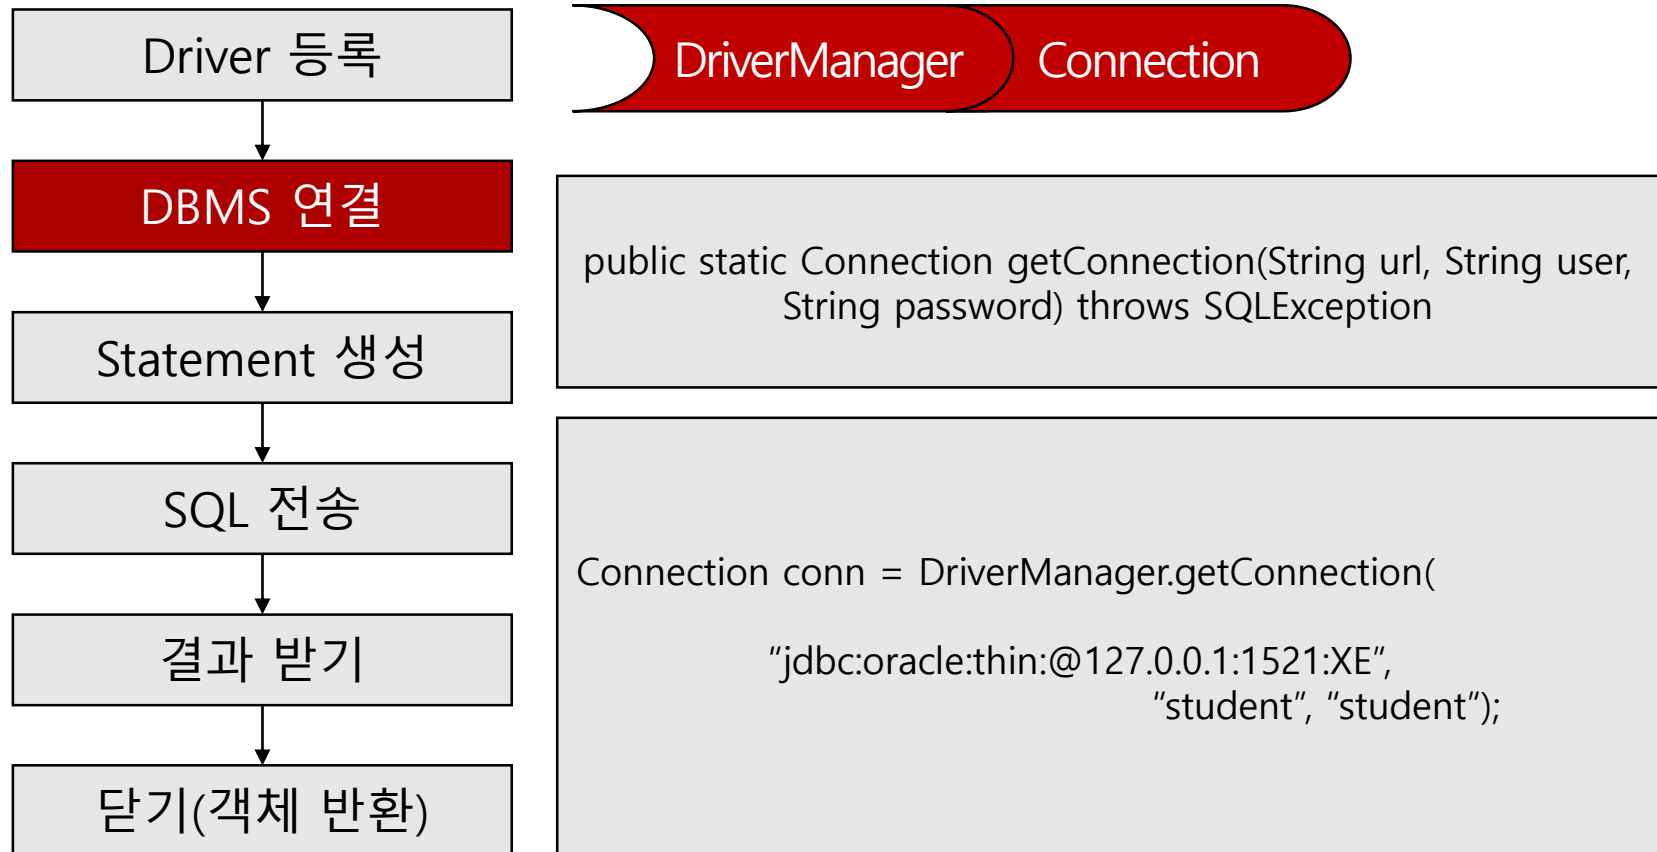 Driver 등록
DBMS 연결
Statement 생성
SQL 전송
결과 받기
닫기(객체 반환)
DriverManager
Connection
public static Connection getConnection(String url, String user,
String password) throws SQLException
Connection conn = DriverManager.getConnection(
“jdbc:oracle:thin:@127.0.0.1:1521:XE”,
“student”, “student”);